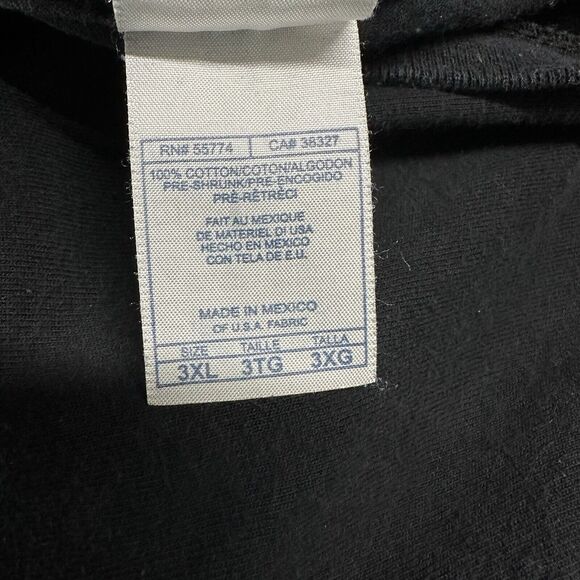 RN# 55774 CA# 38327
100% COTTON/COTON/ALGODON
PRE-SHRUNK/PRE-ENCOGIDO
PRÉ-RÊTRÉCI
FAIT AU MEXIQUE
DE MATERIEL DI USA
HECHO EN MEXICO
CON TELA DE E.U.
MADE IN MEXICO
OF U.S.A. FABRIC
SIZE TAILLE TALLA
3XL 3TG 3XG